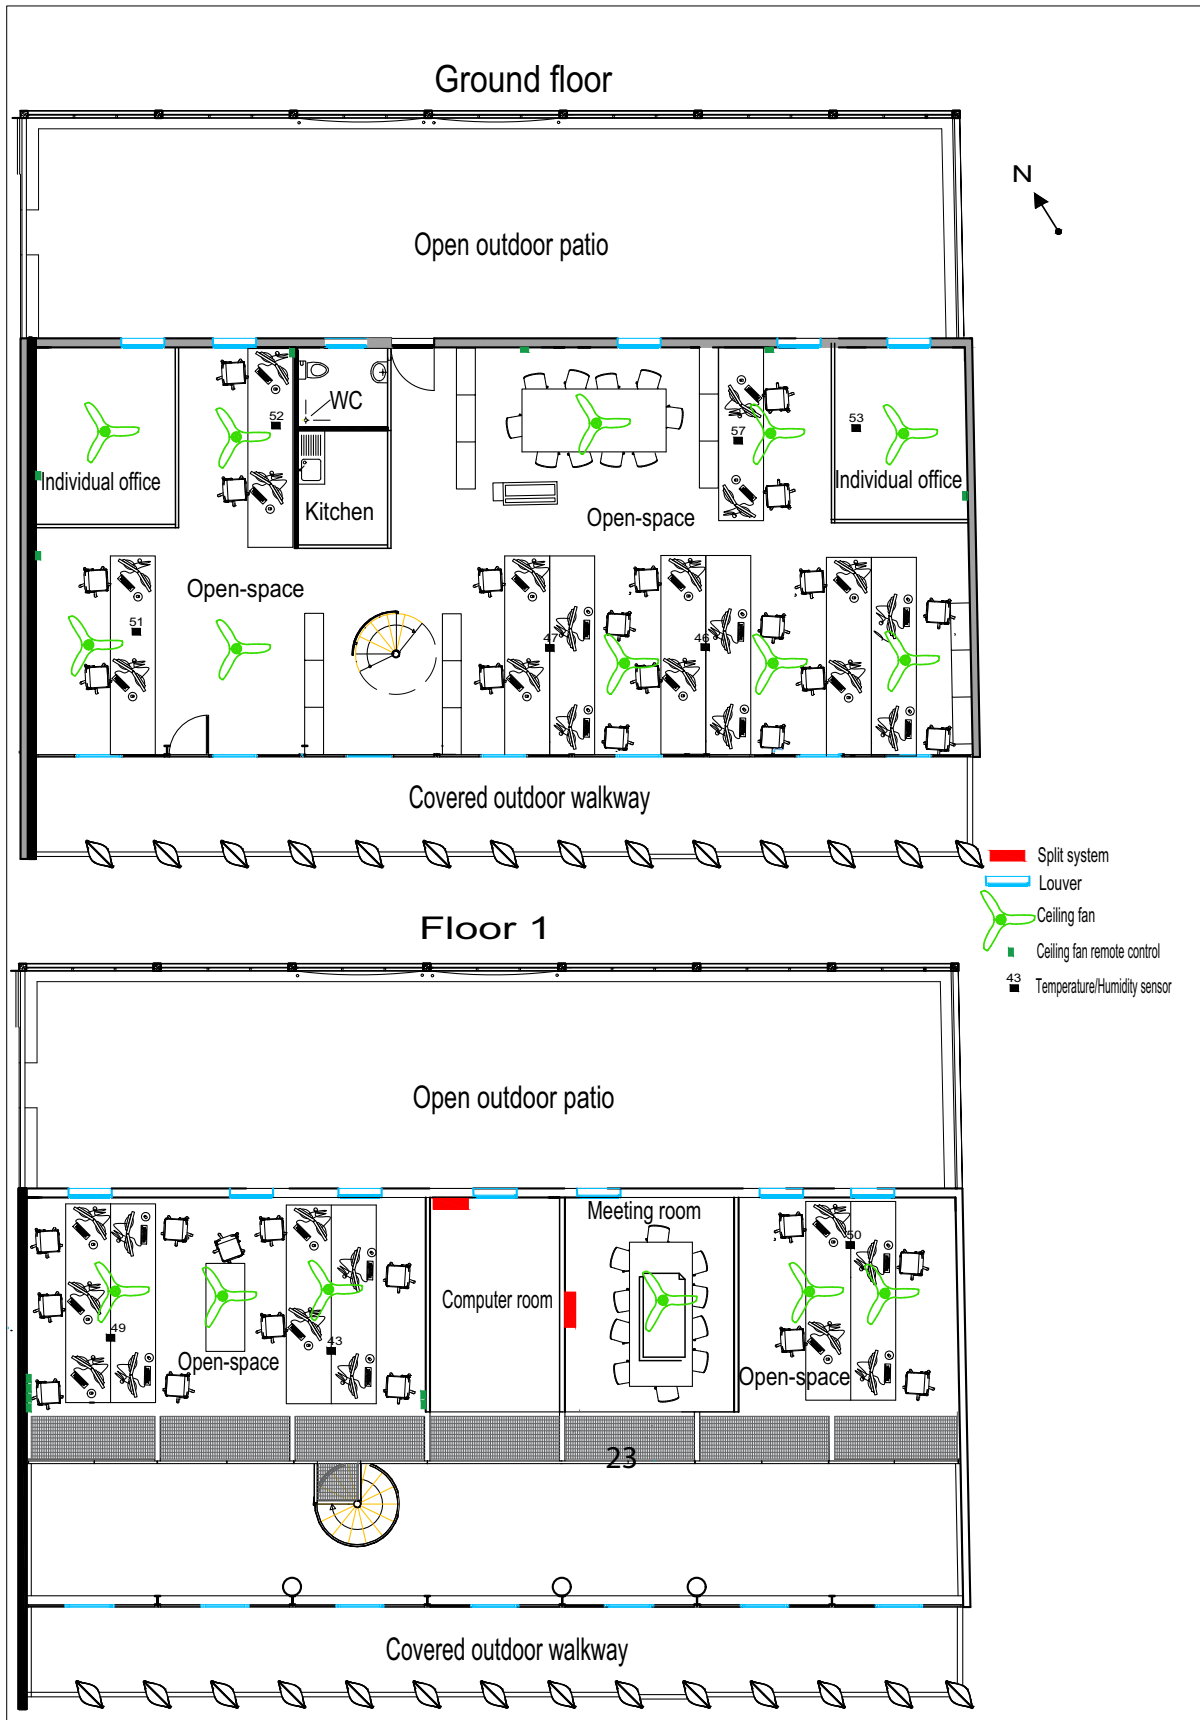 Ground floor
N
Open outdoor patio
52
WC
57
53
Individual office
Individual office
Kitchen
Open-space
Open-space
51
47
46
Covered outdoor walkway
Split system
Louver
Ceiling fan
Ceiling fan remote control
43
Temperature/Humidity sensor
Floor 1
Open outdoor patio
Meeting room
50
Computer room
49
43
Open-space
Open-space
23
Covered outdoor walkway